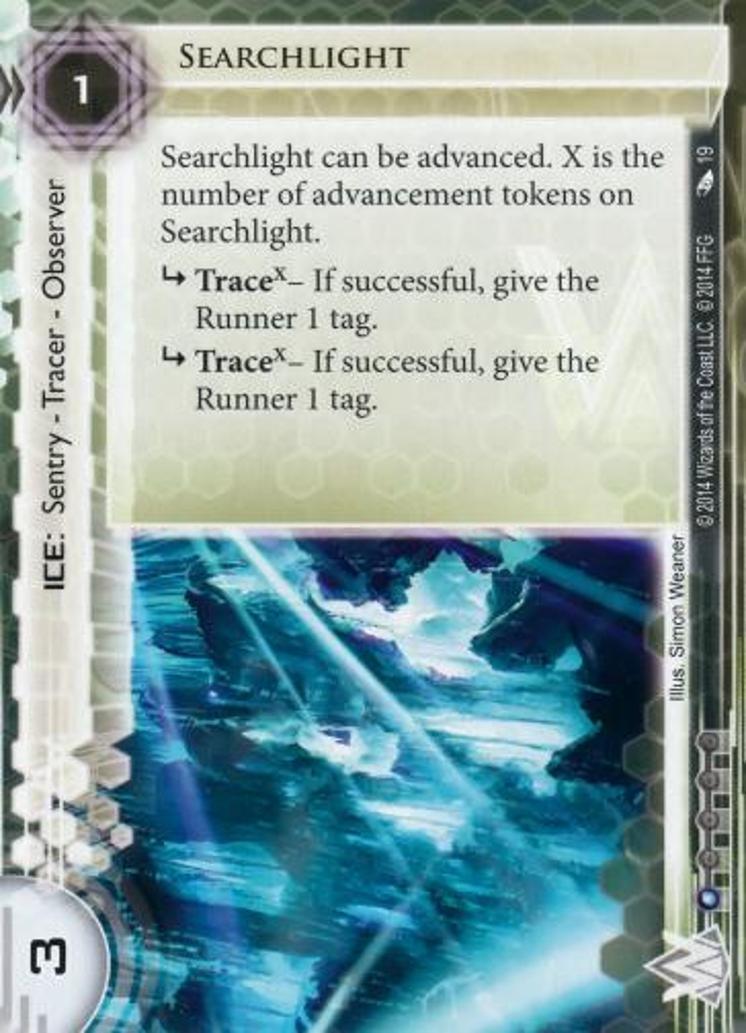 1
SEARCHLIGHT
Searchlight can be advanced. X is the
number of advancement tokens on
Searchlight.
↳ Traceˣ– If successful, give the
Runner 1 tag.
↳ Traceˣ– If successful, give the
Runner 1 tag.
ICE: Sentry - Tracer - Observer
3
19
©2014 Wizards of the Coast LLC. ©2014 FFG
Illus. Simon Weaner